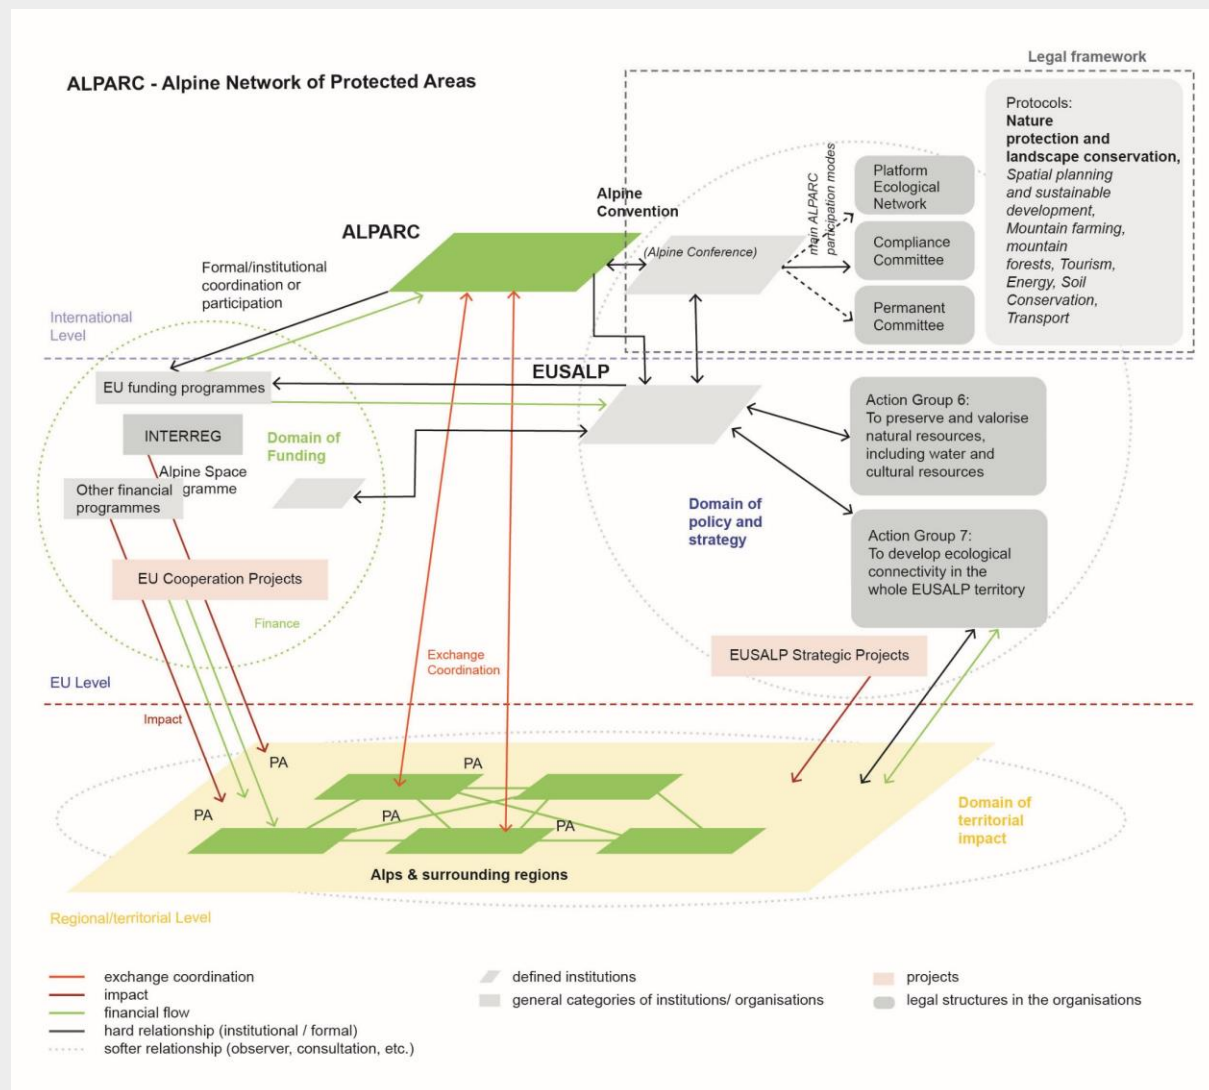 Legal framework
ALPARC - Alpine Network of Protected Areas
Protocols:
Nature
protection and
landscape conservation,
Spatial planning
and sustainable
development,
Mountain farming,
mountain
forests, Tourism,
Energy, Soil
Conservation,
Transport
main ALPARC
participation modes
Platform
Ecological
Network
Compliance
Committee
Permanent
Committee
Alpine
Convention
(Alpine Conference)
ALPARC
Formal/institutional
coordination or
participation
International
Level
EUSALP
EU funding programmes
INTERREG
Domain of
Funding
Alpine Space
gramme
Other financial
programmes
EU Cooperation Projects
Finance
Action Group 6:
To preserve and valorise
natural resources,
including water and
cultural resources
Domain of
policy and
strategy
Action Group 7:
To develop ecological
connectivity in the
whole EUSALP territory
Exchange
Coordination
EUSALP Strategic Projects
EU Level
Impact
PA
PA
PA
PA
PA
Domain of
territorial
impact
Alps & surrounding regions
Regional/territorial Level
exchange coordination
impact
financial flow
hard relationship (institutional / formal)
softer relationship (observer, consultation, etc.)
defined institutions
general categories of institutions/ organisations
projects
legal structures in the organisations